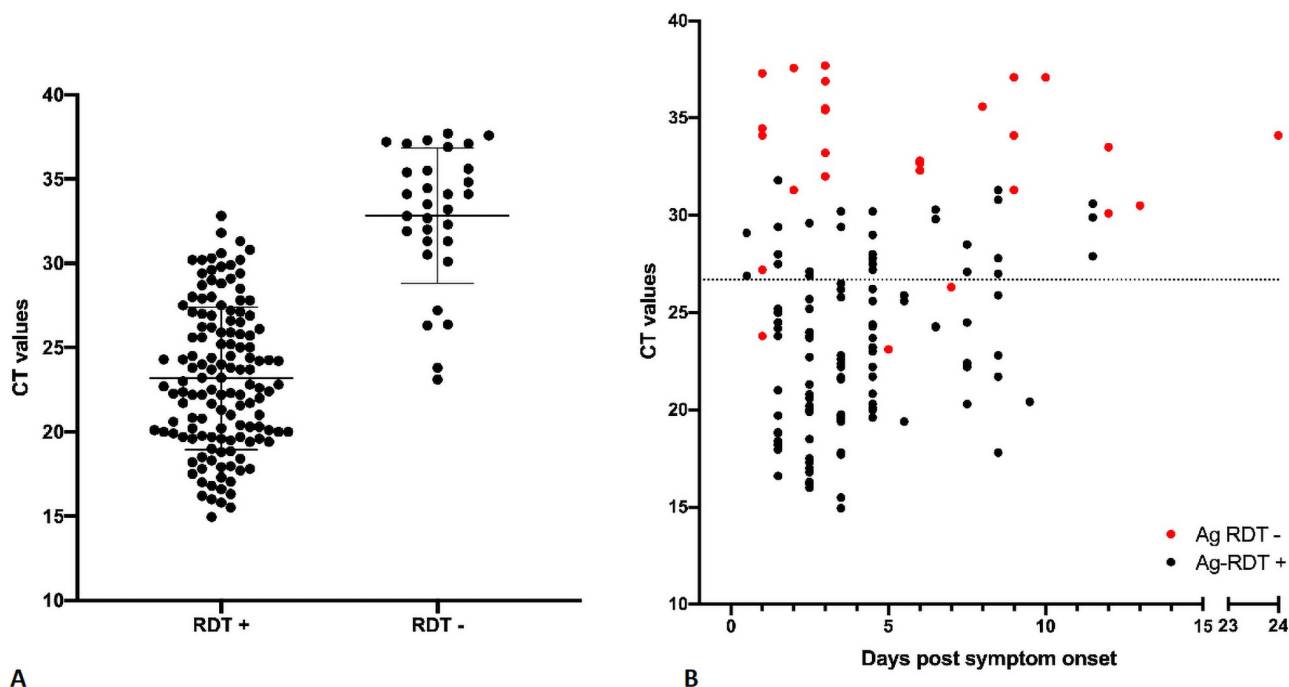 40
35
30
25
20
15
10
CT values
RDT +
RDT -
A
40
35
30
25
20
15
10
CT values
Ag RDT -
Ag-RDT +
0 5 10 15 23 24
Days post symptom onset
B